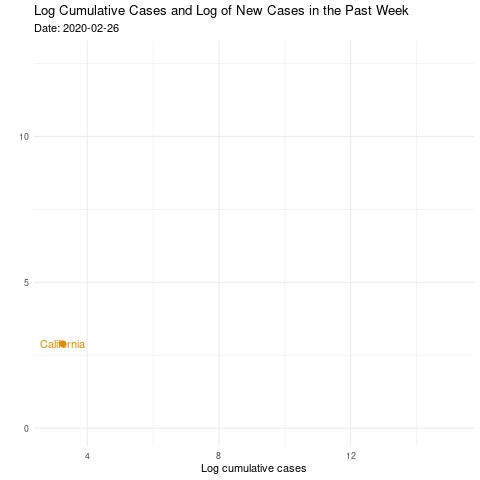 Log Cumulative Cases and Log of New Cases in the Past Week
Date: 2020-02-26
10
5
California
0
4 8 12
Log cumulative cases